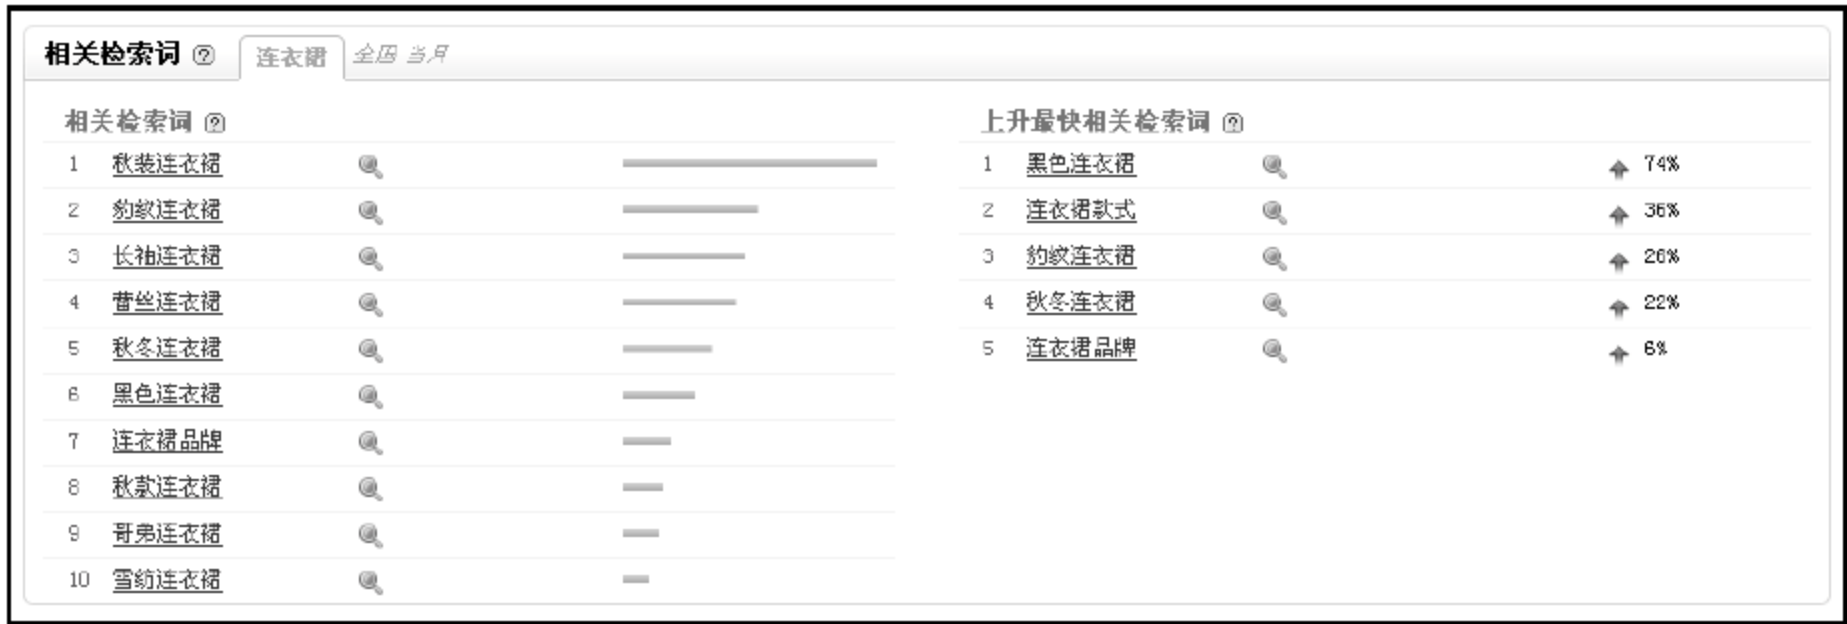 相关检索词 ? 连衣裙 全国 当月
相关检索词 ?
1 秋装连衣裙
2 豹纹连衣裙
3 长袖连衣裙
4 蕾丝连衣裙
5 秋冬连衣裙
6 黑色连衣裙
7 连衣裙品牌
8 秋款连衣裙
9 哥弟连衣裙
10 雪纺连衣裙
上升最快相关检索词 ?
1 黑色连衣裙 74%
2 连衣裙款式 36%
3 豹纹连衣裙 26%
4 秋冬连衣裙 22%
5 连衣裙品牌 6%